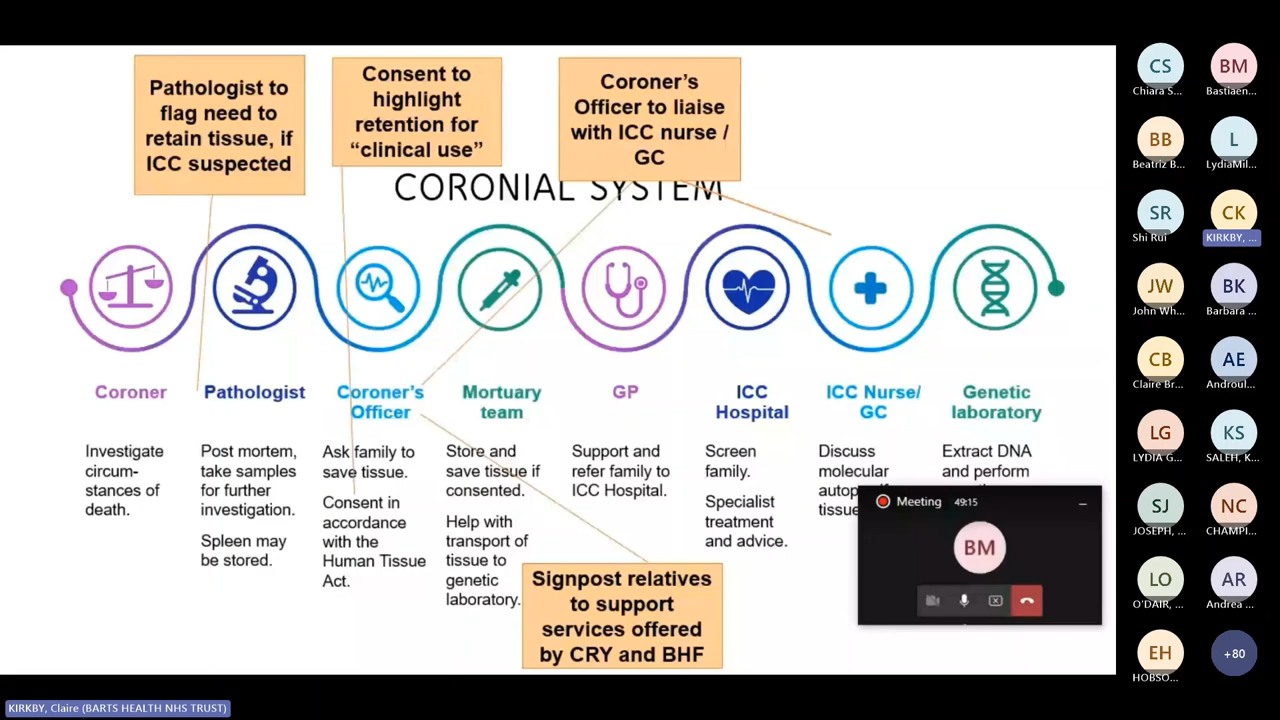 Pathologist to
flag need to
retain tissue, if
ICC suspected
Consent to
highlight
retention for
“clinical use”
Coroner’s
Officer to liaise
with ICC nurse /
GC
CORONIAL SYSTEM
Coroner
Investigate
circum-
stances of
death.
Pathologist
Post mortem,
take samples
for further
investigation.
Spleen may
be stored.
Coroner’s
Officer
Ask family to
save tissue.
Consent in
accordance
with the
Human Tissue
Act.
Mortuary
team
Store and
save tissue if
consented.
Help with
transport of
tissue to
genetic
laboratory.
GP
Support and
refer family to
ICC Hospital.
ICC
Hospital
Screen
family.
Specialist
treatment
and advice.
ICC Nurse/
GC
Discuss
molecular
Genetic
laboratory
Extract DNA
and perform
Signpost relatives
to support
services offered
by CRY and BHF
Meeting 49:15
BM
CS
Chiara S...
BM
Bastiaen...
BB
Beatriz B...
L
LydiaMil...
SR
Shi Rui
CK
KIRKBY, ...
JW
John Wh...
BK
Barbara ...
CB
Claire Br...
AE
Androul...
LG
LYDIA G...
KS
SALEH, K...
SJ
JOSEPH, ...
NC
CHAMPI...
LO
O'DAIR, ...
AR
Andrea ...
EH
HOBSO...
+80
KIRKBY, Claire (BARTS HEALTH NHS TRUST)